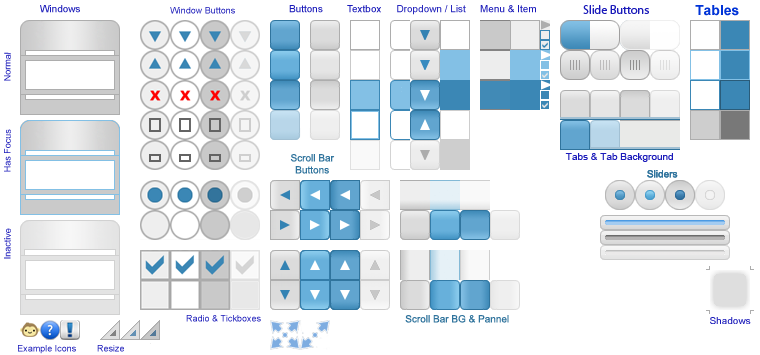 Windows
Window Buttons
Buttons
Textbox
Dropdown / List
Menu & Item
Slide Buttons
Tables
Normal
Has Focus
Inactive
Scroll Bar
Buttons
Tabs & Tab Background
Sliders
Radio & Tickboxes
Scroll Bar BG & Pannel
Shadows
Example Icons
Resize